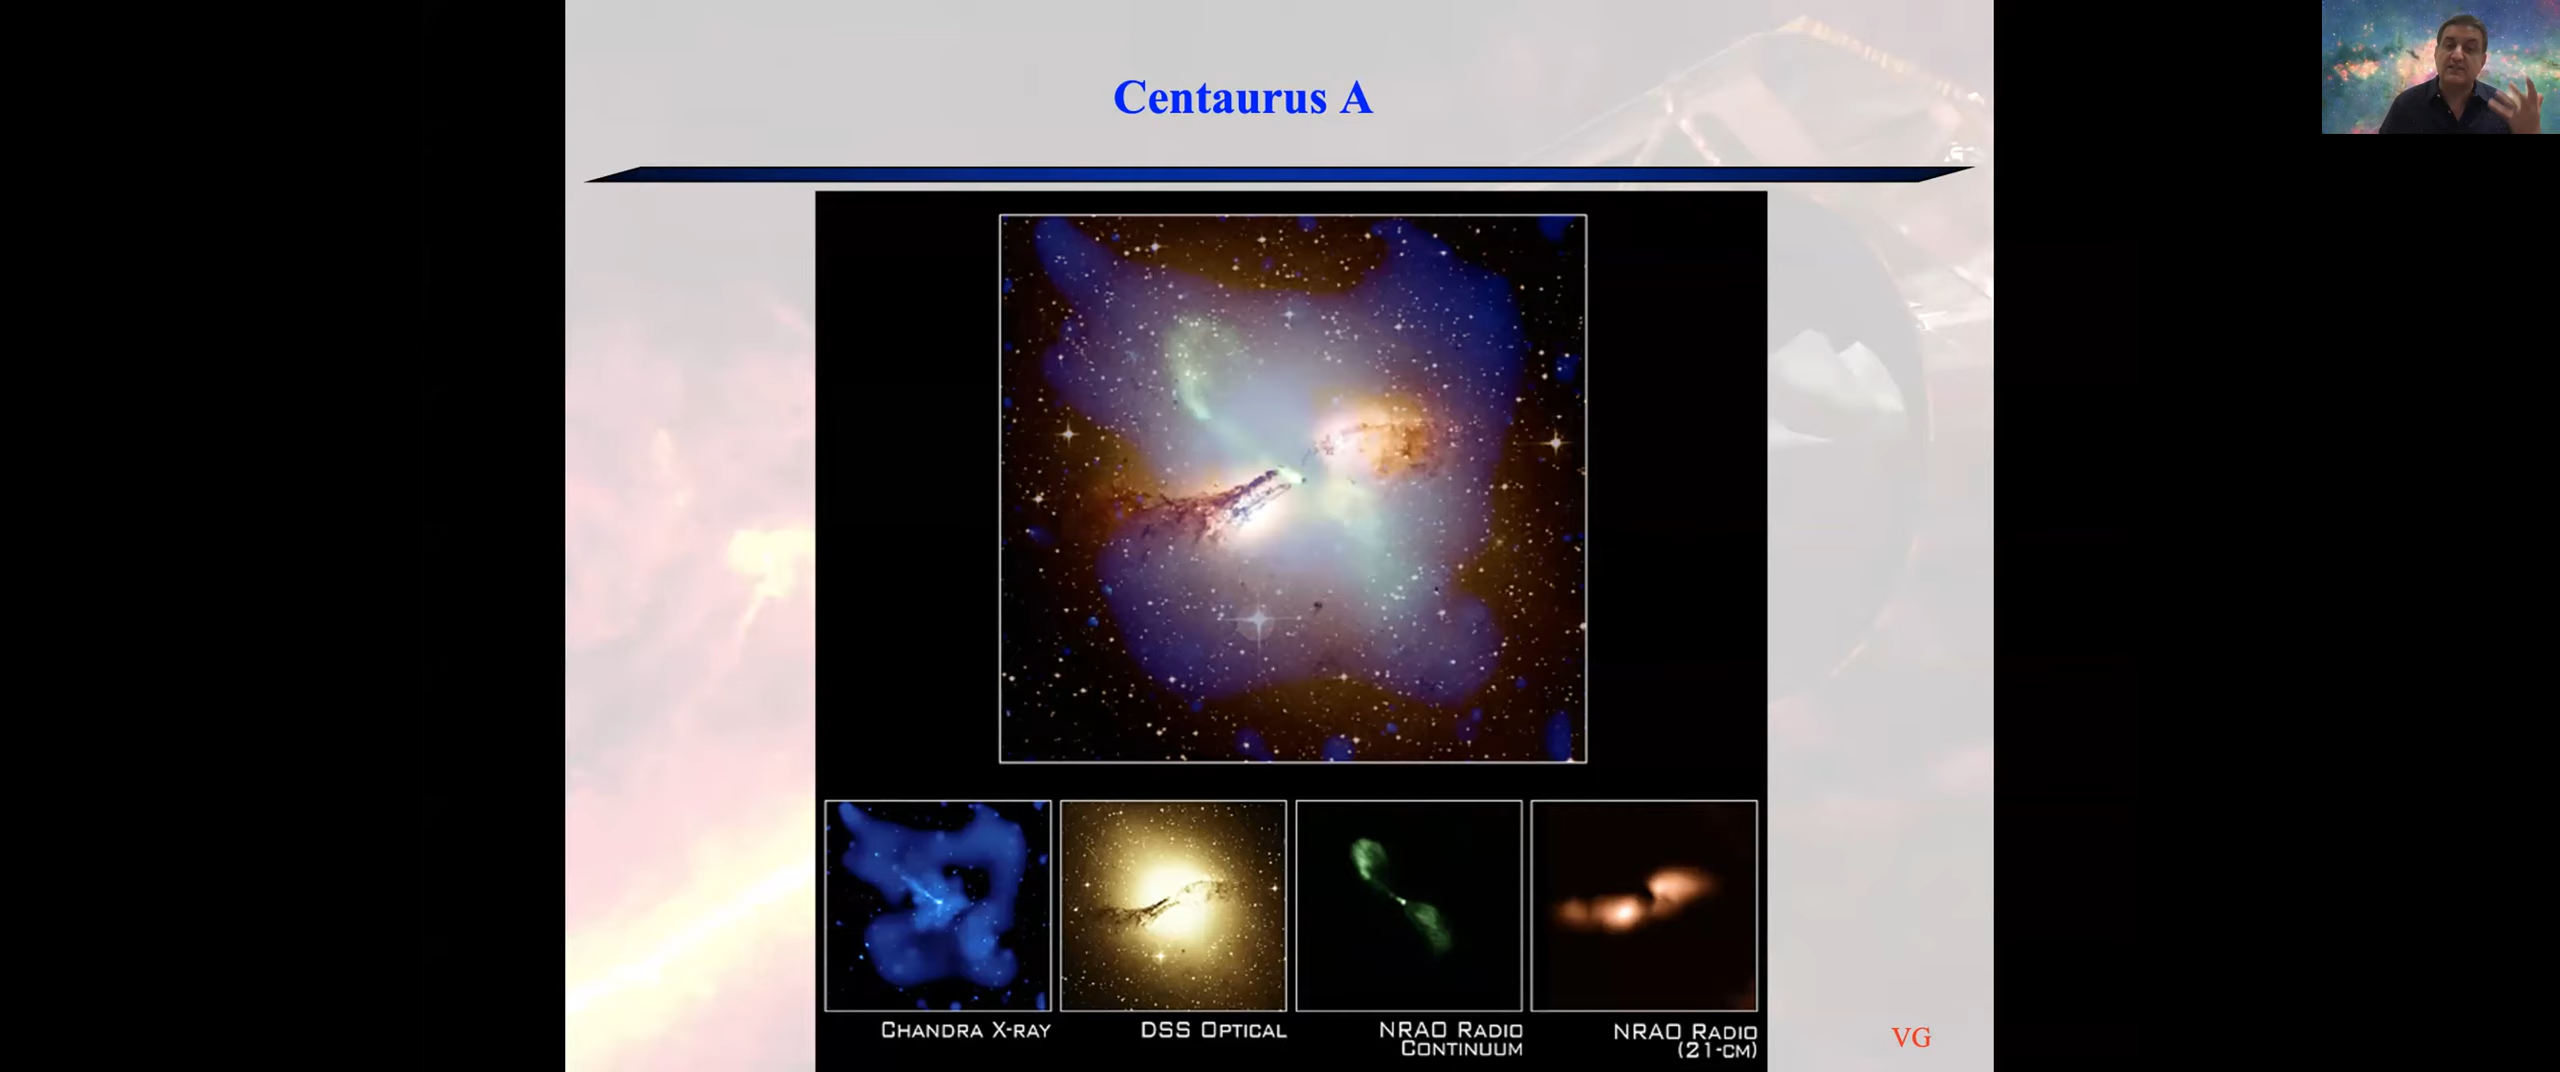 Centaurus A
CHANDRA X-RAY
DSS OPTICAL
NRAO RADIO
CONTINUUM
NRAO RADIO
(21-CM)
VG